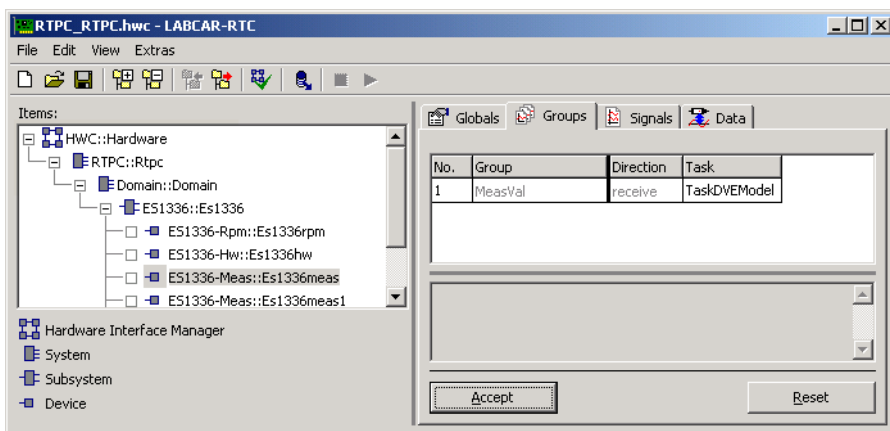 RTPC_RTPC.hwc - LABCAR-RTC
File Edit View Extras
Items:
HWC::Hardware
RTPC::Rtpc
Domain::Domain
ES1336::Es1336
ES1336-Rpm::Es1336rpm
ES1336-Hw::Es1336hw
ES1336-Meas::Es1336meas
ES1336-Meas::Es1336meas1
Hardware Interface Manager
System
Subsystem
Device
Globals Groups Signals Data
No. Group Direction Task
1 MeasVal receive TaskDVEModel
Accept Reset